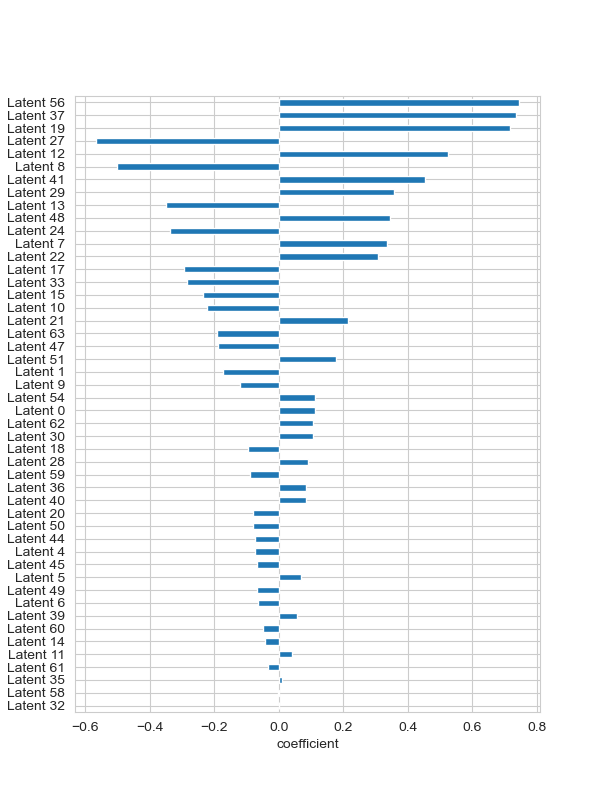 Latent 56
Latent 37
Latent 19
Latent 27
Latent 12
Latent 8
Latent 41
Latent 29
Latent 13
Latent 48
Latent 24
Latent 7
Latent 22
Latent 17
Latent 33
Latent 15
Latent 10
Latent 21
Latent 63
Latent 47
Latent 51
Latent 1
Latent 9
Latent 54
Latent 0
Latent 62
Latent 30
Latent 18
Latent 28
Latent 59
Latent 36
Latent 40
Latent 20
Latent 50
Latent 44
Latent 4
Latent 45
Latent 5
Latent 49
Latent 6
Latent 39
Latent 60
Latent 14
Latent 11
Latent 61
Latent 35
Latent 58
Latent 32
−0.6 −0.4 −0.2 0.0 0.2 0.4 0.6 0.8
coefficient